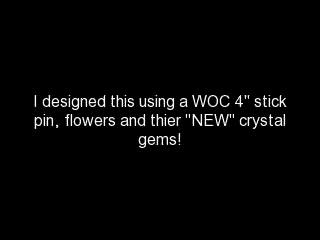 I designed this using a WOC 4" stick
pin, flowers and thier "NEW" crystal
gems!